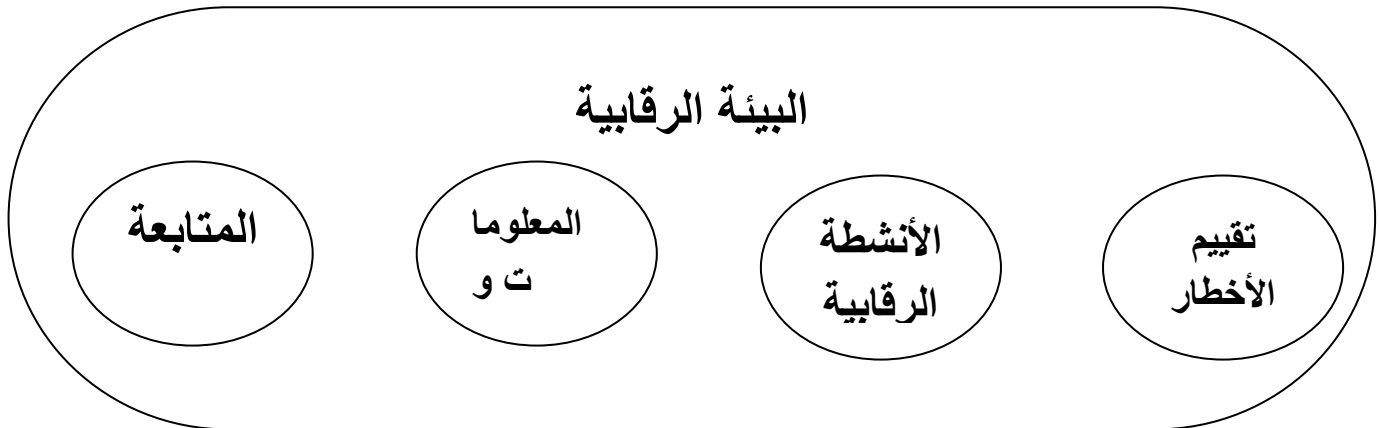 البيئة الرقابية
تقييم
الأخطار
الأنشطة
الرقابية
المعلوما
ت و
المتابعة